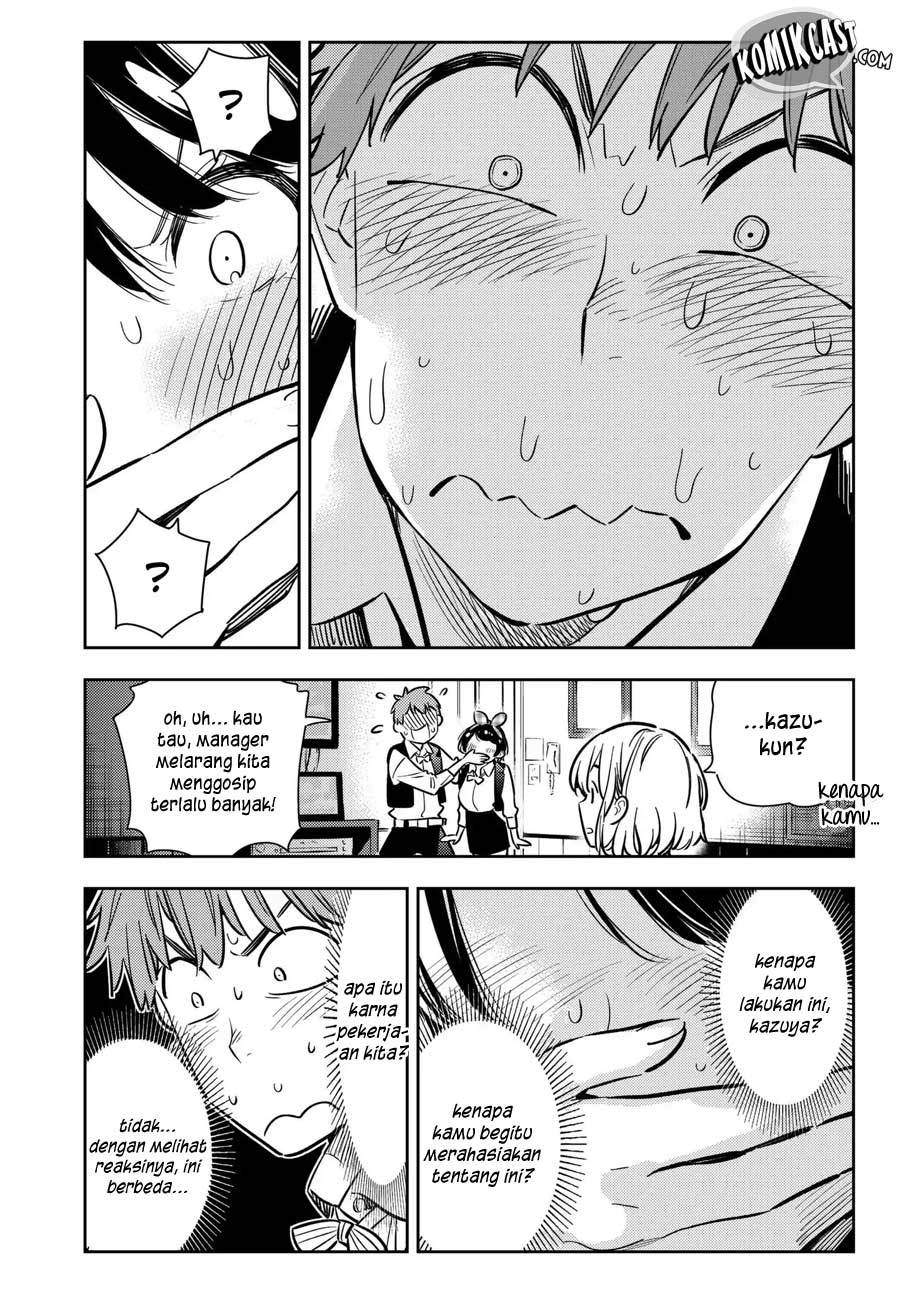 KOMIKCAST
.COM
?
?
...kazu-
kun?
kenapa
kamu...
oh, uh... kau
tau, manager
melarang kita
menggosip
terlalu banyak!
kenapa
kamu
lakukan ini,
kazuya?
kenapa
kamu begitu
merahasiakan
tentang ini?
apa itu
karna
pekerja-
an kita?
tidak...
dengan melihat
reaksinya, ini
berbeda...